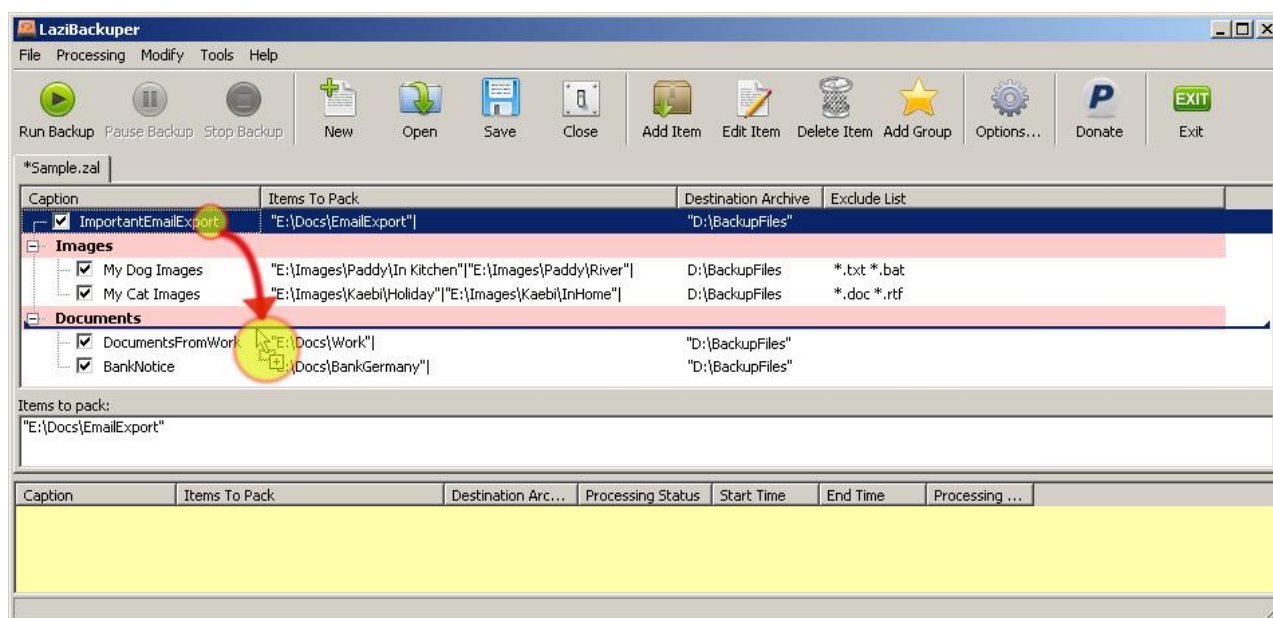 LaziBackuper
File Processing Modify Tools Help
Run Backup Pause Backup Stop Backup New Open Save Close Add Item Edit Item Delete Item Add Group Options... P Donate EXIT Exit
*Sample.zal
Caption Items To Pack Destination Archive Exclude List
ImportantEmailExport "E:\Docs\EmailExport"| "D:\BackupFiles"
Images
My Dog Images "E:\Images\Paddy\In Kitchen"|"E:\Images\Paddy\River"| D:\BackupFiles *.txt *.bat
My Cat Images "E:\Images\Kaebi\Holiday"|"E:\Images\Kaebi\InHome"| D:\BackupFiles *.doc *.rtf
Documents
DocumentsFromWork "E:\Docs\Work"| "D:\BackupFiles"
BankNotice :\Docs\BankGermany"| "D:\BackupFiles"
Items to pack:
"E:\Docs\EmailExport"
Caption Items To Pack Destination Arc... Processing Status Start Time End Time Processing ...